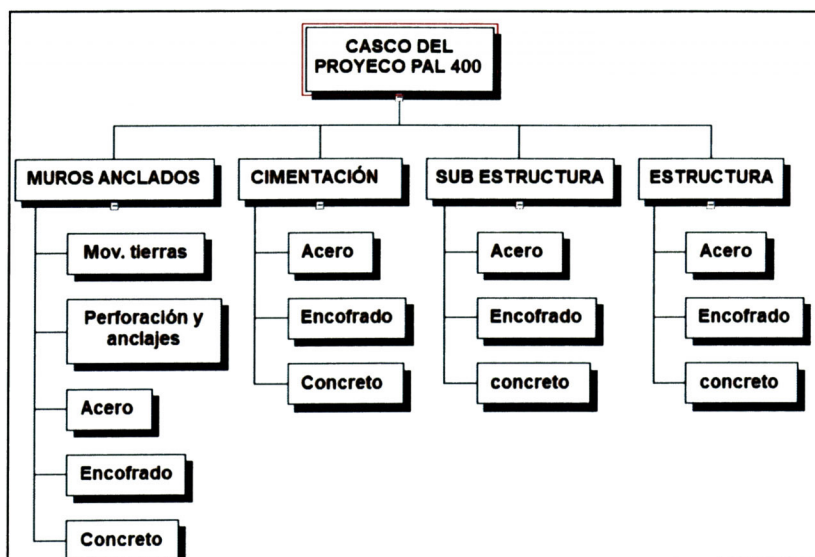 CASCO DEL
PROYECO PAL 400
MUROS ANCLADOS
Mov. tierras
Perforación y
anclajes
Acero
Encofrado
Concreto
CIMENTACIÓN
Acero
Encofrado
Concreto
SUB ESTRUCTURA
Acero
Encofrado
concreto
ESTRUCTURA
Acero
Encofrado
concreto